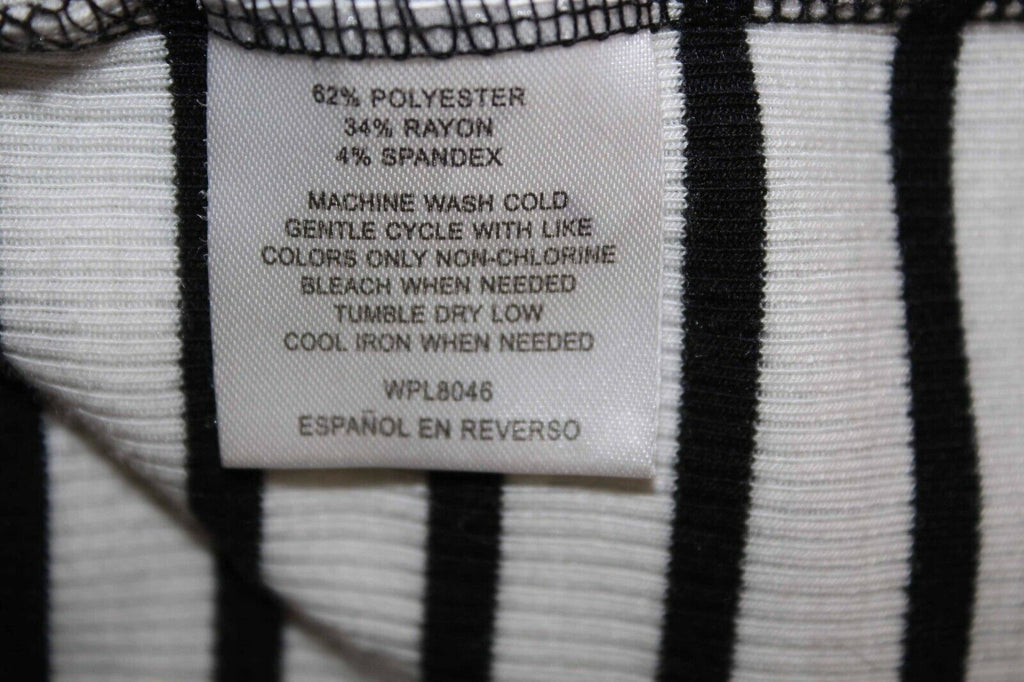 62% POLYESTER
34% RAYON
4% SPANDEX
MACHINE WASH COLD
GENTLE CYCLE WITH LIKE
COLORS ONLY NON-CHLORINE
BLEACH WHEN NEEDED
TUMBLE DRY LOW
COOL IRON WHEN NEEDED
WPL8046
ESPAÑOL EN REVERSO